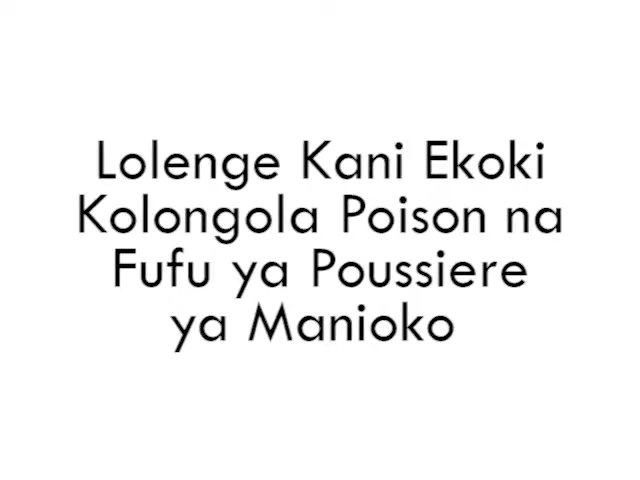 Lolenge Kani Ekoki
Kolongola Poison na
Fufu ya Poussiere
ya Manioko